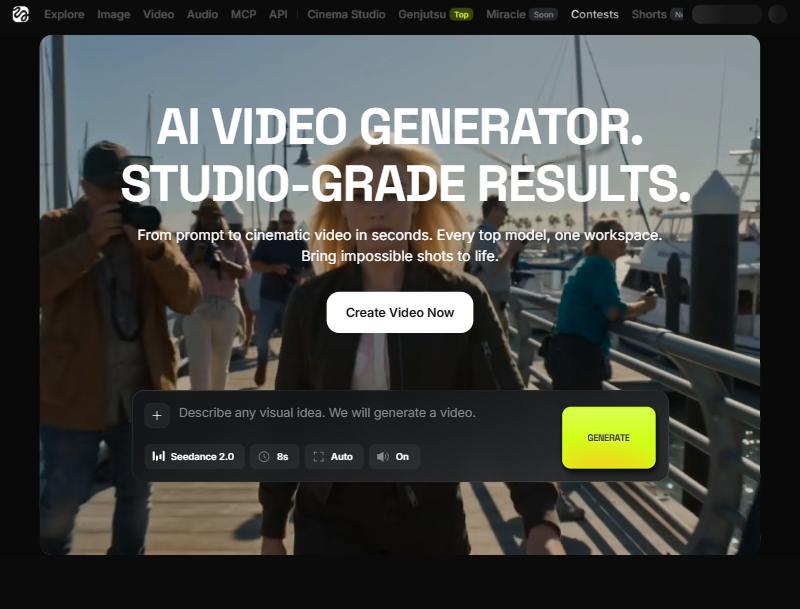 Explore Image Video Audio MCP API Cinema Studio Genjutsu Top Miracle Soon Contests Shorts
AI VIDEO GENERATOR.
STUDIO-GRADE RESULTS.
From prompt to cinematic video in seconds. Every top model, one workspace.
Bring impossible shots to life.
Create Video Now
Describe any visual idea. We will generate a video.
GENERATE
Seedance 2.0 8s Auto On